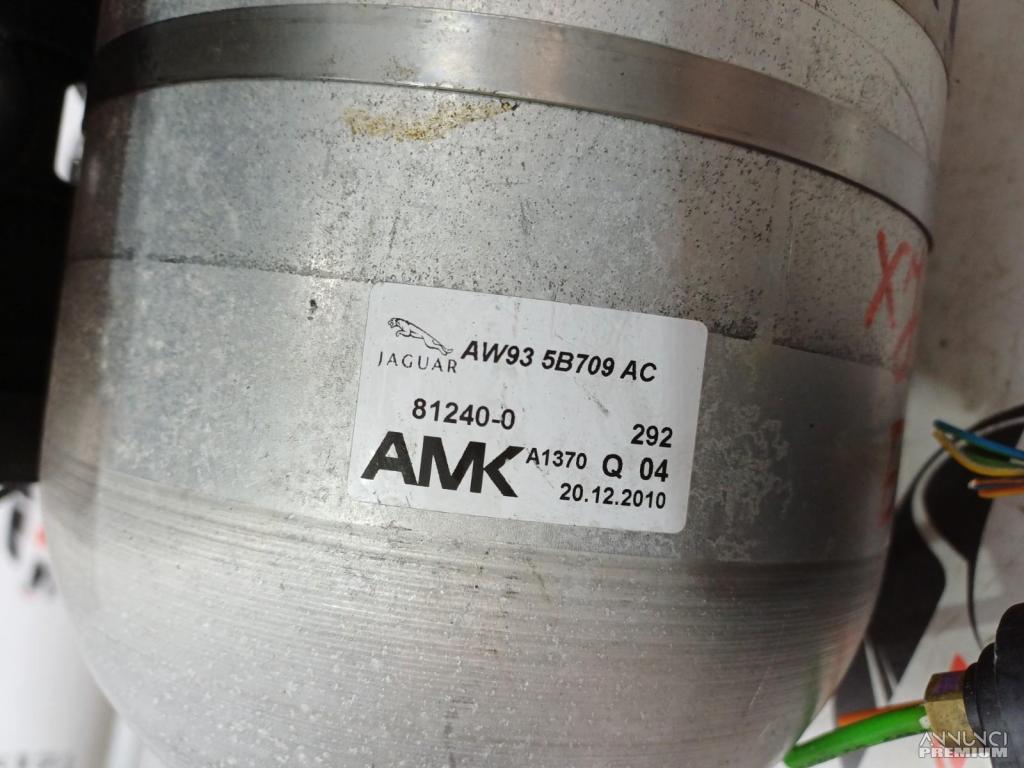 JAGUAR AW93 5B709 AC
81240-0 292
AMK A1370 Q 04
20.12.2010
ANNUNCI
PREMIUM